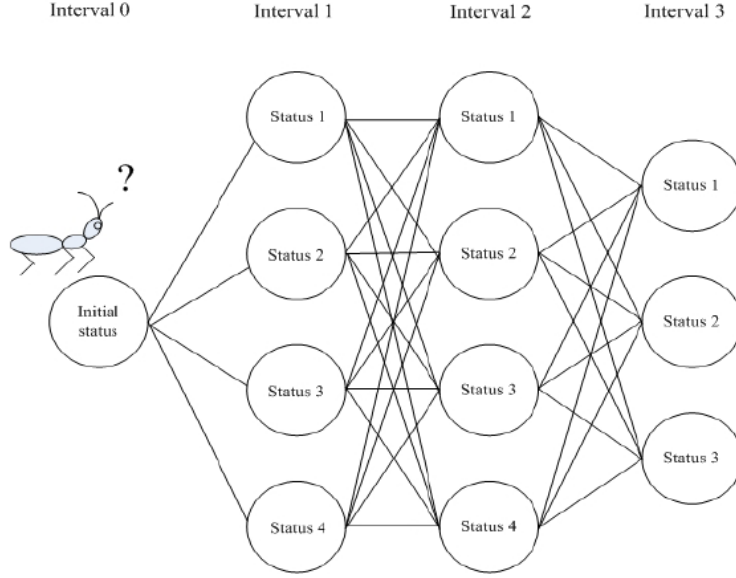 Interval 0
Interval 1
Interval 2
Interval 3
?
Initial
status
Status 1
Status 2
Status 3
Status 4
Status 1
Status 2
Status 3
Status 4
Status 1
Status 2
Status 3